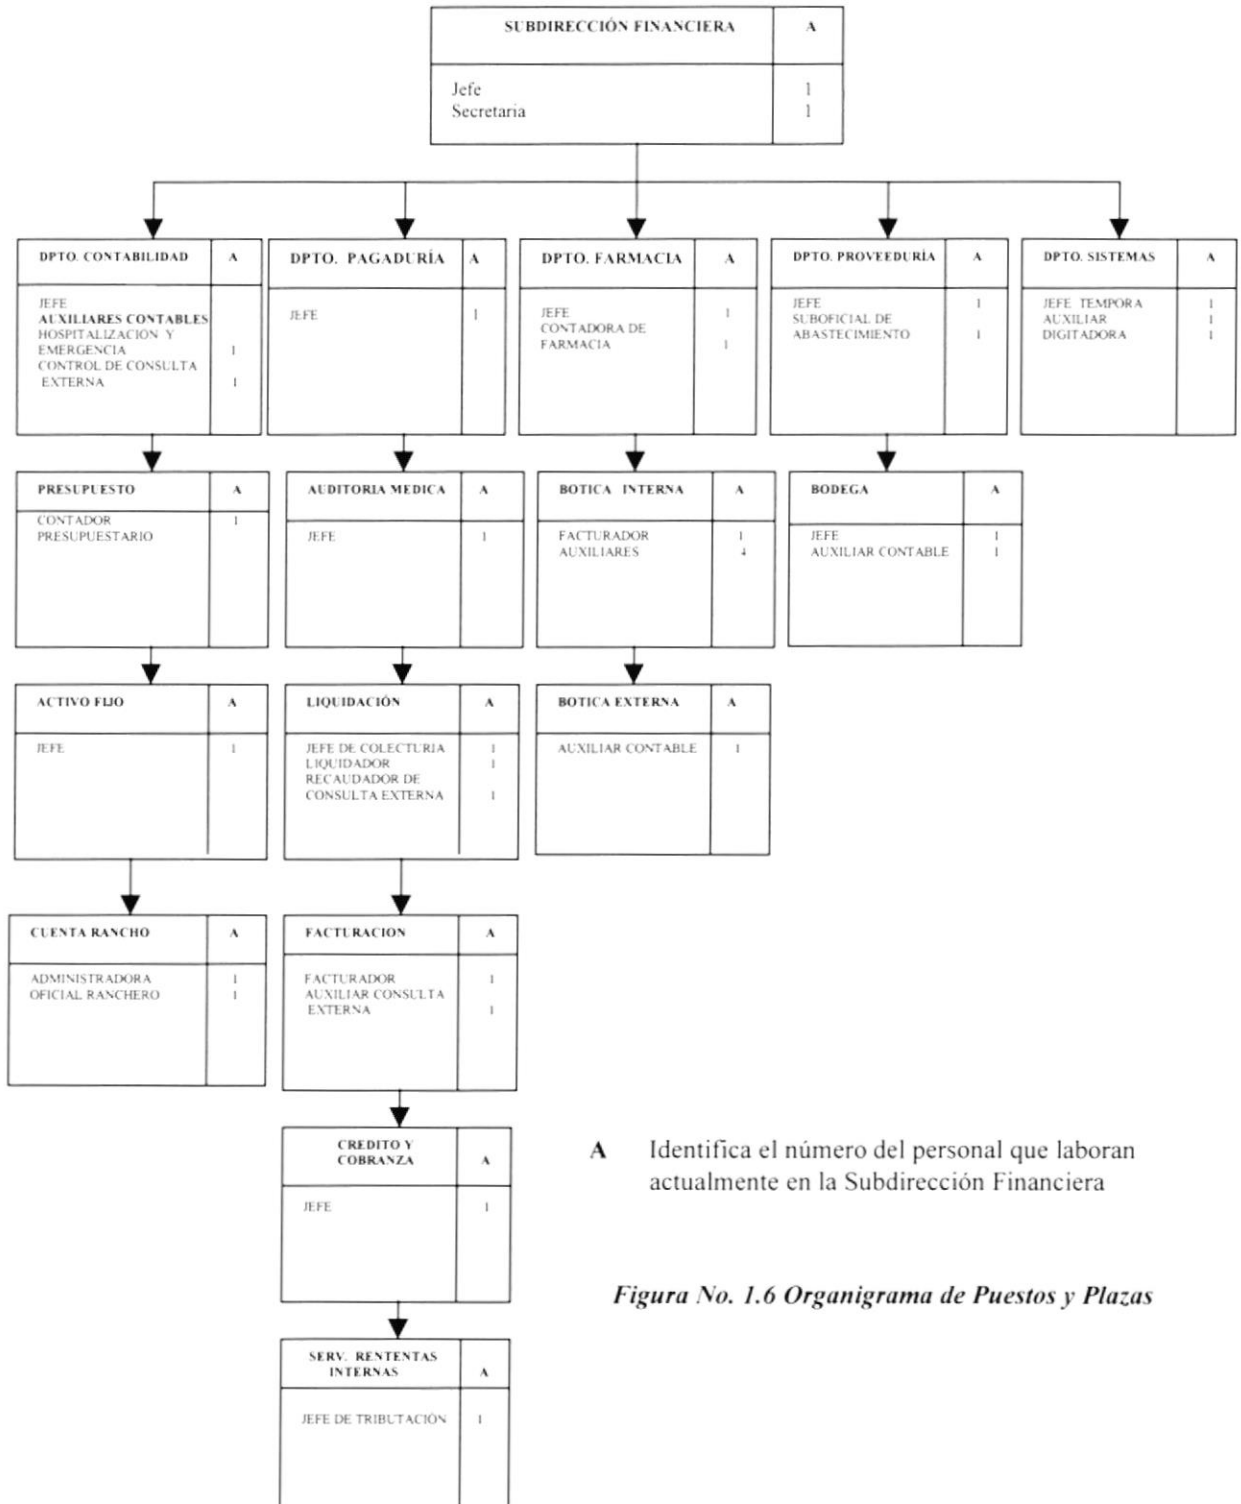 SUBDIRECCIÓN FINANCIERA A
Jefe 1
Secretaria 1
DPTO. CONTABILIDAD A
JEFE
AUXILIARES CONTABLES
HOSPITALIZACION Y
EMERGENCIA 1
CONTROL DE CONSULTA
EXTERNA 1
DPTO. PAGADURÍA A
JEFE 1
DPTO. FARMACIA A
JEFE 1
CONTADORA DE
FARMACIA 1
DPTO. PROVEEDURÌA A
JEFE 1
SUBOFICIAL DE
ABASTECIMIENTO 1
DPTO. SISTEMAS A
JEFE TEMPORA 1
AUXILIAR 1
DIGITADORA 1
PRESUPUESTO A
CONTADOR 1
PRESUPUESTARIO
AUDITORIA MEDICA A
JEFE 1
BOTICA INTERNA A
FACTURADOR 1
AUXILIARES 4
BODEGA A
JEFE 1
AUXILIAR CONTABLE 1
ACTIVO FIJO A
JEFE 1
LIQUIDACIÓN A
JEFE DE COLECTURIA 1
LIQUIDADOR 1
RECAUDADOR DE
CONSULTA EXTERNA 1
BOTICA EXTERNA A
AUXILIAR CONTABLE 1
CUENTA RANCHO A
ADMINISTRADORA 1
OFICIAL RANCHERO 1
FACTURACION A
FACTURADOR 1
AUXILIAR CONSULTA
EXTERNA 1
CREDITO Y
COBRANZA A
JEFE 1
A Identifica el número del personal que laboran
actualmente en la Subdirección Financiera
Figura No. 1.6 Organigrama de Puestos y Plazas
SERV. RENTENTAS
INTERNAS A
JEFE DE TRIBUTACIÓN 1